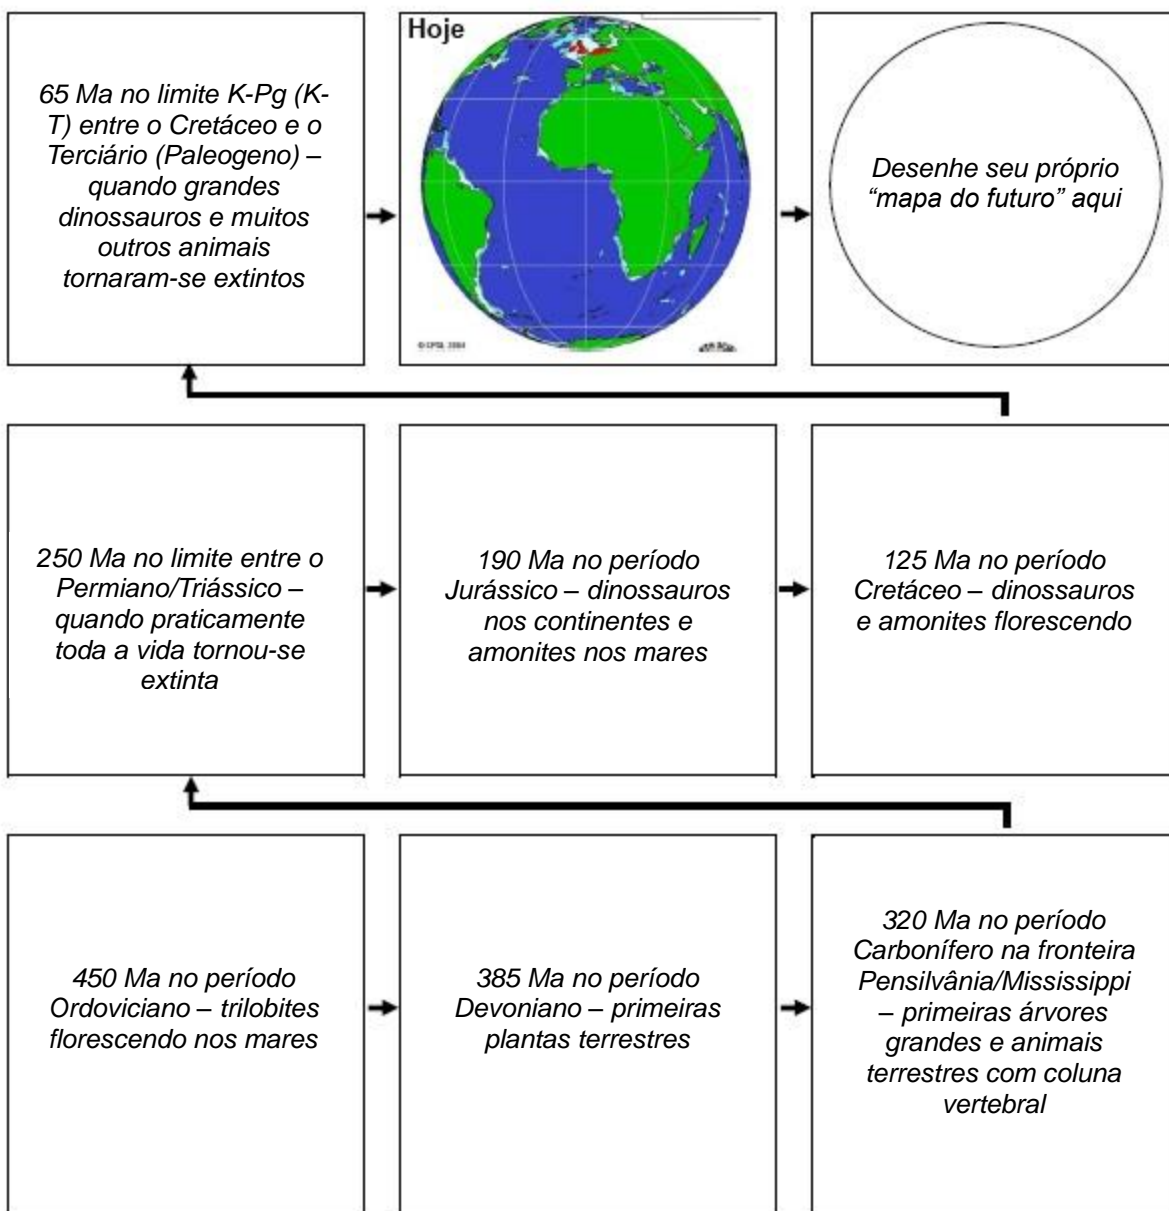 65 Ma no limite K-Pg (K-
T) entre o Cretáceo e o
Terciário (Paleogeno) –
quando grandes
dinossauros e muitos
outros animais
tornaram-se extintos
Hoje
Desenhe seu próprio
“mapa do futuro” aqui
250 Ma no limite entre o
Permiano/Triássico –
quando praticamente
toda a vida tornou-se
extinta
190 Ma no período
Jurássico – dinossauros
nos continentes e
amonites nos mares
125 Ma no período
Cretáceo – dinossauros
e amonites florescendo
450 Ma no período
Ordoviciano – trilobites
florescendo nos mares
385 Ma no período
Devoniano – primeiras
plantas terrestres
320 Ma no período
Carbonífero na fronteira
Pensilvânia/Mississippi
– primeiras árvores
grandes e animais
terrestres com coluna
vertebral